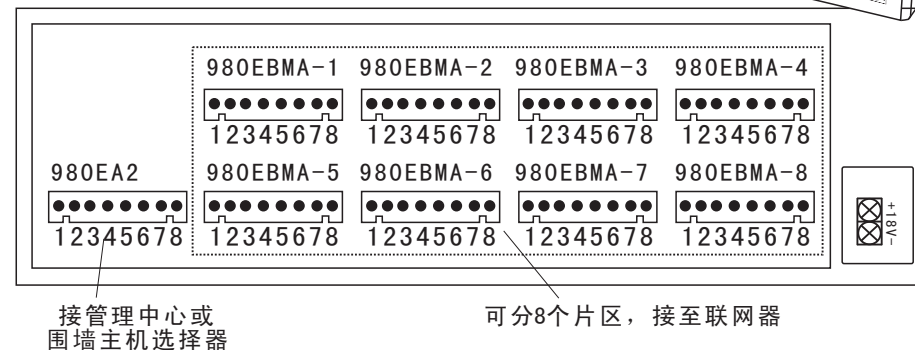 980EBMA-1 980EBMA-2 980EBMA-3 980EBMA-4
12345678 12345678 12345678 12345678
980EA2 980EBMA-5 980EBMA-6 980EBMA-7 980EBMA-8
12345678 12345678 12345678 12345678 12345678
+18V-
接管理中心或
围墙主机选择器
可分8个片区，接至联网器